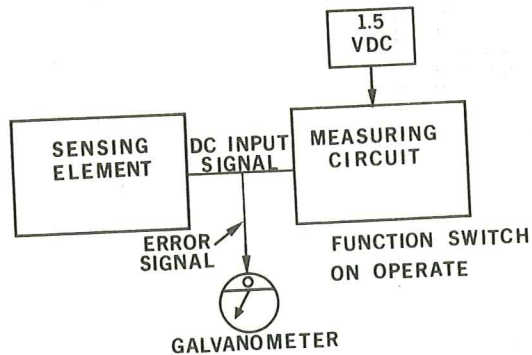 1.5
VDC
SENSING
ELEMENT
DC INPUT
SIGNAL
MEASURING
CIRCUIT
ERROR
SIGNAL
FUNCTION SWITCH
ON OPERATE
O
GALVANOMETER